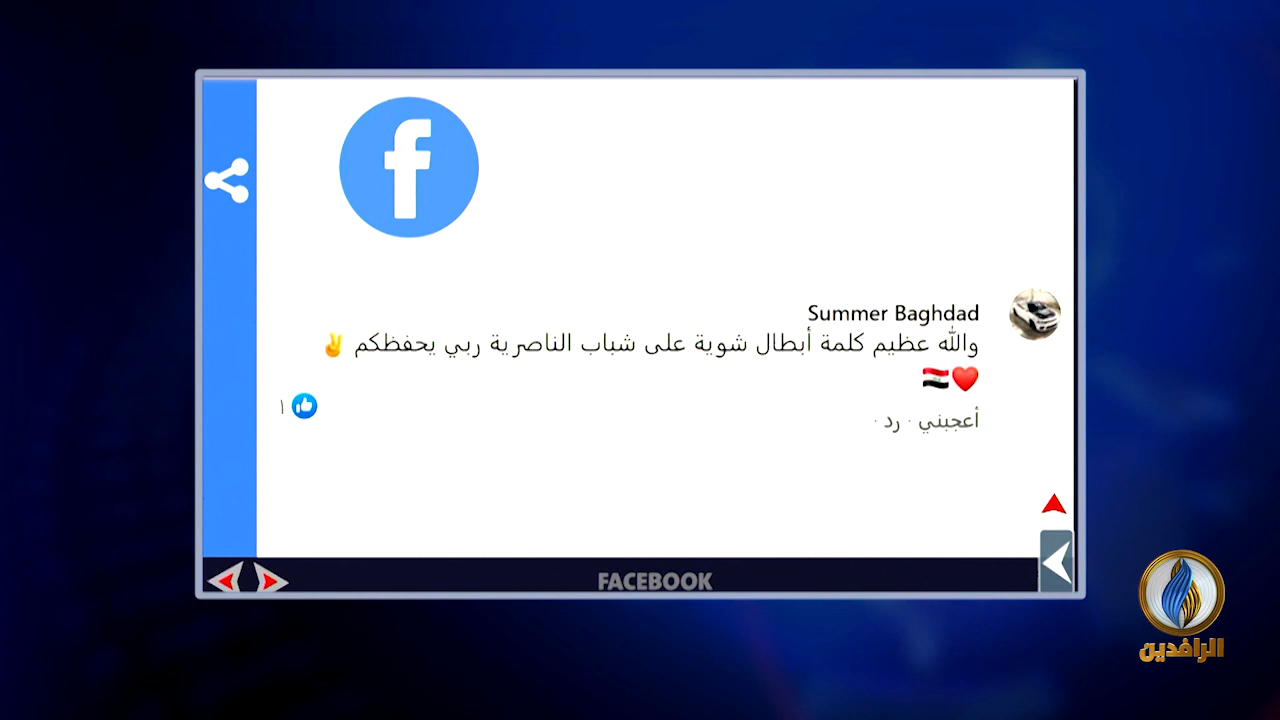 Summer Baghdad
والله عظيم كلمة أبطال شوية على شباب الناصرية ربي يحفظكم ✌️
❤️🇮🇶
أعجبني · رد ·
١
FACEBOOK
الرافدين